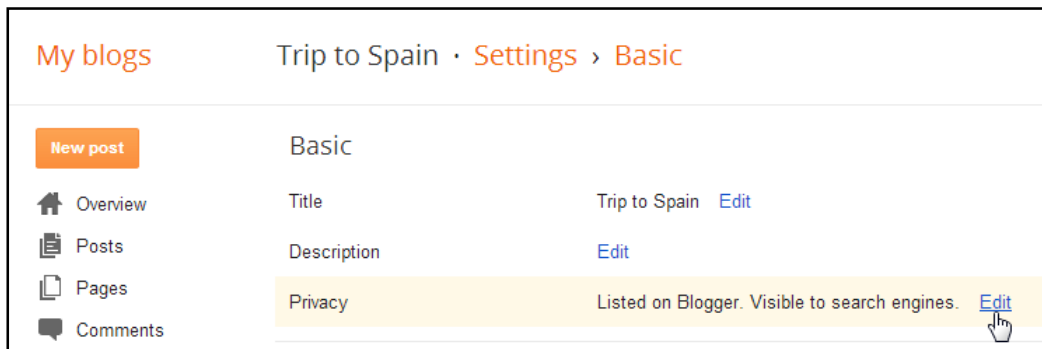 My blogs
Trip to Spain · Settings › Basic
New post
Basic
Overview
Title Trip to Spain Edit
Posts
Description Edit
Pages
Privacy Listed on Blogger. Visible to search engines. Edit
Comments